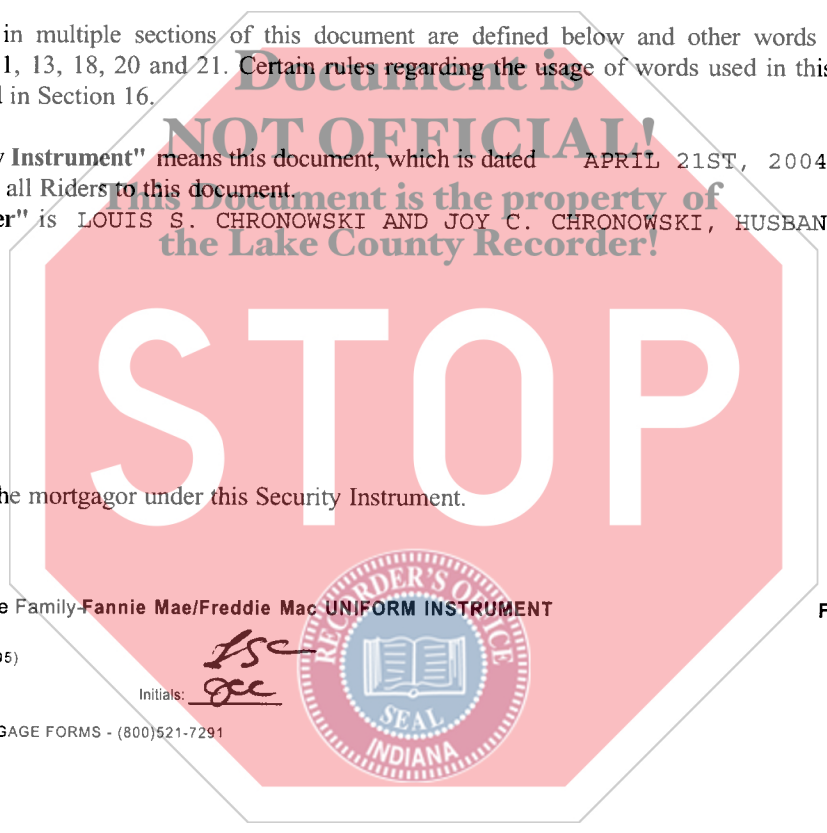 in multiple sections of this document are defined below and other words
1, 13, 18, 20 and 21. Certain rules regarding the usage of words used in this
in Section 16.
Document is
NOT OFFICIAL!
Instrument" means this document, which is dated APRIL 21ST, 2004
all Riders to this document.
This Document is the property of
er" is LOUIS S. CHRONOWSKI AND JOY C. CHRONOWSKI, HUSBAN
the Lake County Recorder!
STOP
he mortgagor under this Security Instrument.
e Family-Fannie Mae/Freddie Mac UNIFORM INSTRUMENT
RECORDER'S OFFICE
SEAL
INDIANA
05)
LSC
Initials: JCC
GAGE FORMS - (800)521-7291